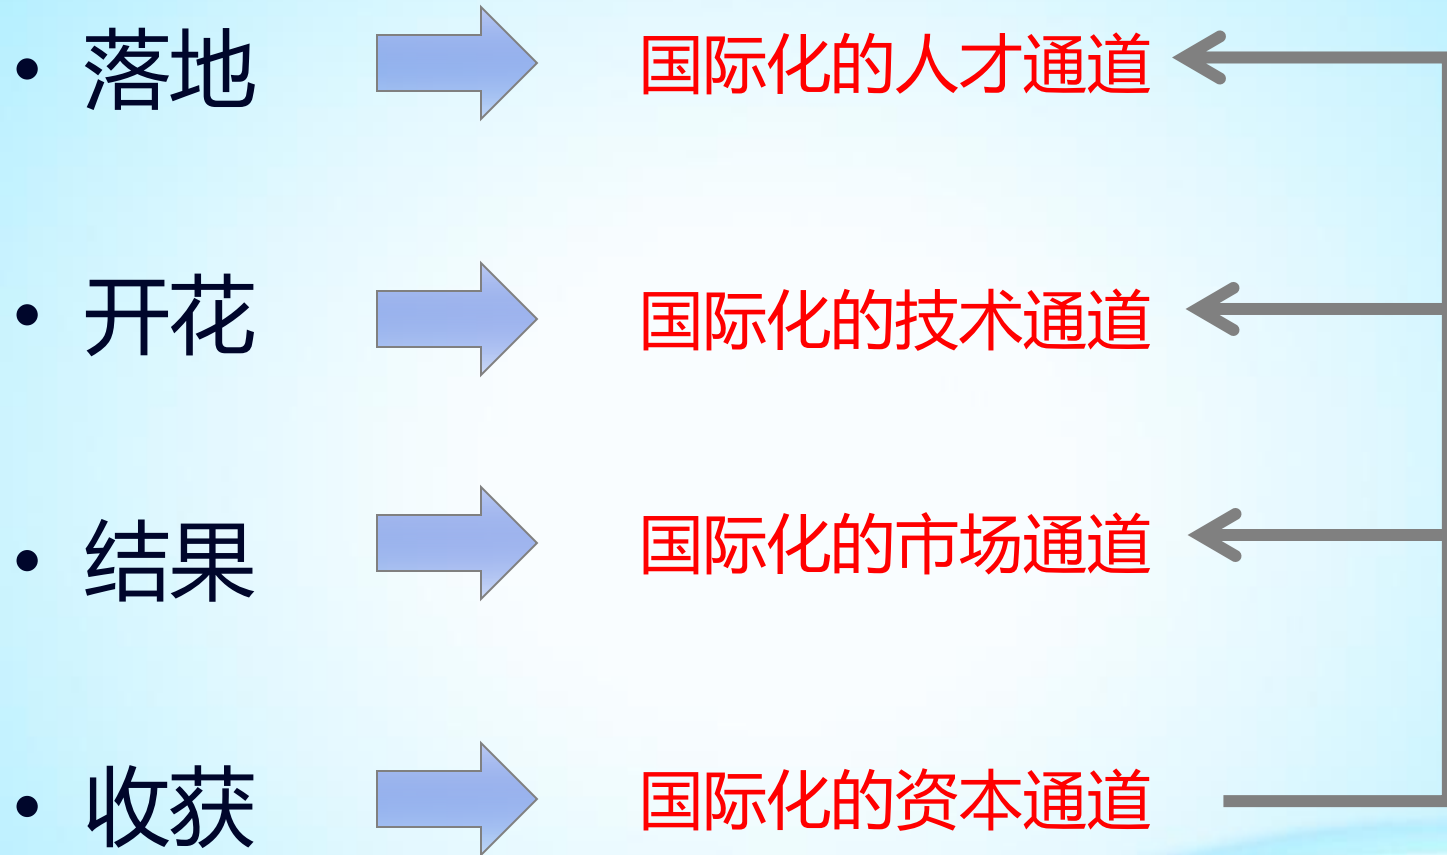 • 落地 国际化的人才通道
• 开花 国际化的技术通道
• 结果 国际化的市场通道
• 收获 国际化的资本通道